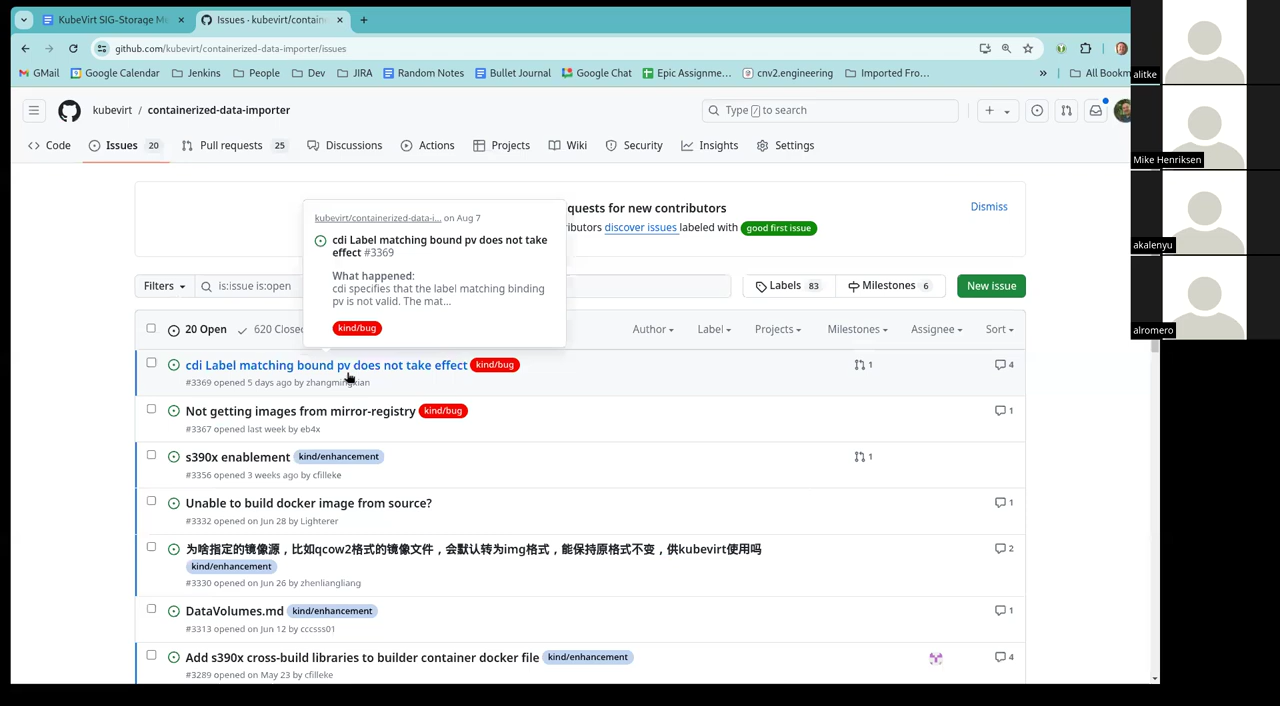 KubeVirt SIG-Storage M
Issues · kubevirt/contain
github.com/kubevirt/containerized-data-importer/issues
GMail
Google Calendar
Jenkins
People
Dev
JIRA
Random Notes
Bullet Journal
Google Chat
Epic Assignme...
cnv2.engineering
Imported Fro...
»
All Bookm
kubevirt / containerized-data-importer
Type / to search
Code
Issues 20
Pull requests 25
Discussions
Actions
Projects
Wiki
Security
Insights
Settings
quests for new contributors
Dismiss
ibutors discover issues labeled with good first issue
kubevirt/containerized-data-i... on Aug 7
cdi Label matching bound pv does not take
effect #3369
What happened:
cdi specifies that the label matching binding
pv is not valid. The mat...
kind/bug
Filters
is:issue is:open
Labels 83
Milestones 6
New issue
20 Open
620 Close
Author
Label
Projects
Milestones
Assignee
Sort
cdi Label matching bound pv does not take effect kind/bug
1
4
#3369 opened 5 days ago by zhangmingxian
Not getting images from mirror-registry kind/bug
1
#3367 opened last week by eb4x
s390x enablement kind/enhancement
1
#3356 opened 3 weeks ago by cfilleke
Unable to build docker image from source?
1
#3332 opened on Jun 28 by Lighterer
为啥指定的镜像源，比如qcow2格式的镜像文件，会默认转为img格式，能保持原格式不变，供kubevirt使用吗
2
kind/enhancement
#3330 opened on Jun 26 by zhenliangliang
DataVolumes.md kind/enhancement
1
#3313 opened on Jun 12 by cccsss01
Add s390x cross-build libraries to builder container docker file kind/enhancement
4
#3289 opened on May 23 by cfilleke
alitke
Mike Henriksen
akalenyu
alromero